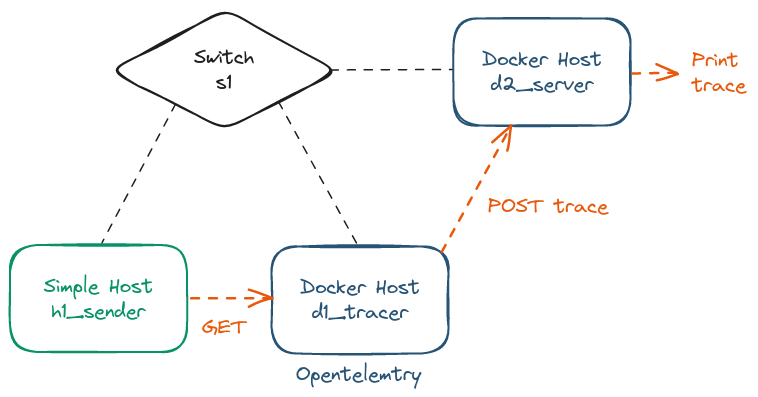 Switch
s1
Docker Host
d2_server
Print
trace
POST trace
Simple Host
h1_sender
GET
Docker Host
d1_tracer
Opentelemtry